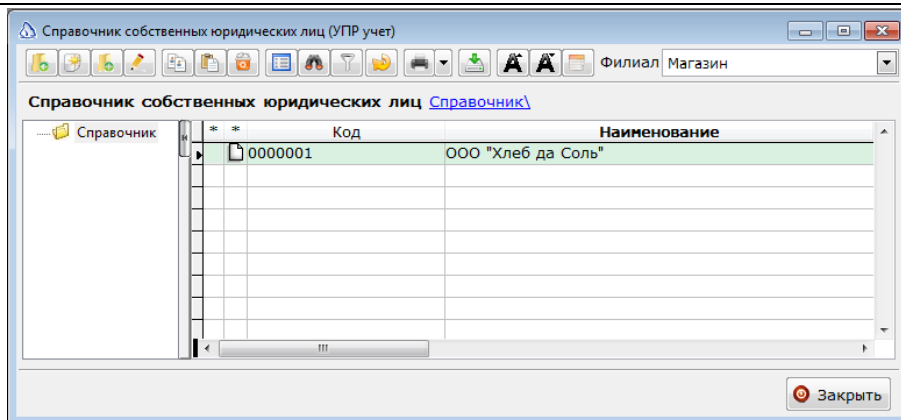 Справочник собственных юридических лиц (УПР учет)
Филиал Магазин
Справочник собственных юридических лиц Справочник\
Справочник
* * Код Наименование
0000001 ООО "Хлеб да Соль"
Закрыть